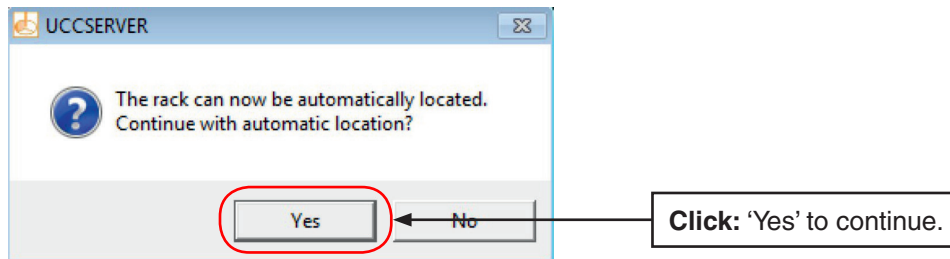 UCCSERVER
The rack can now be automatically located.
Continue with automatic location?
Yes
No
Click: ‘Yes’ to continue.